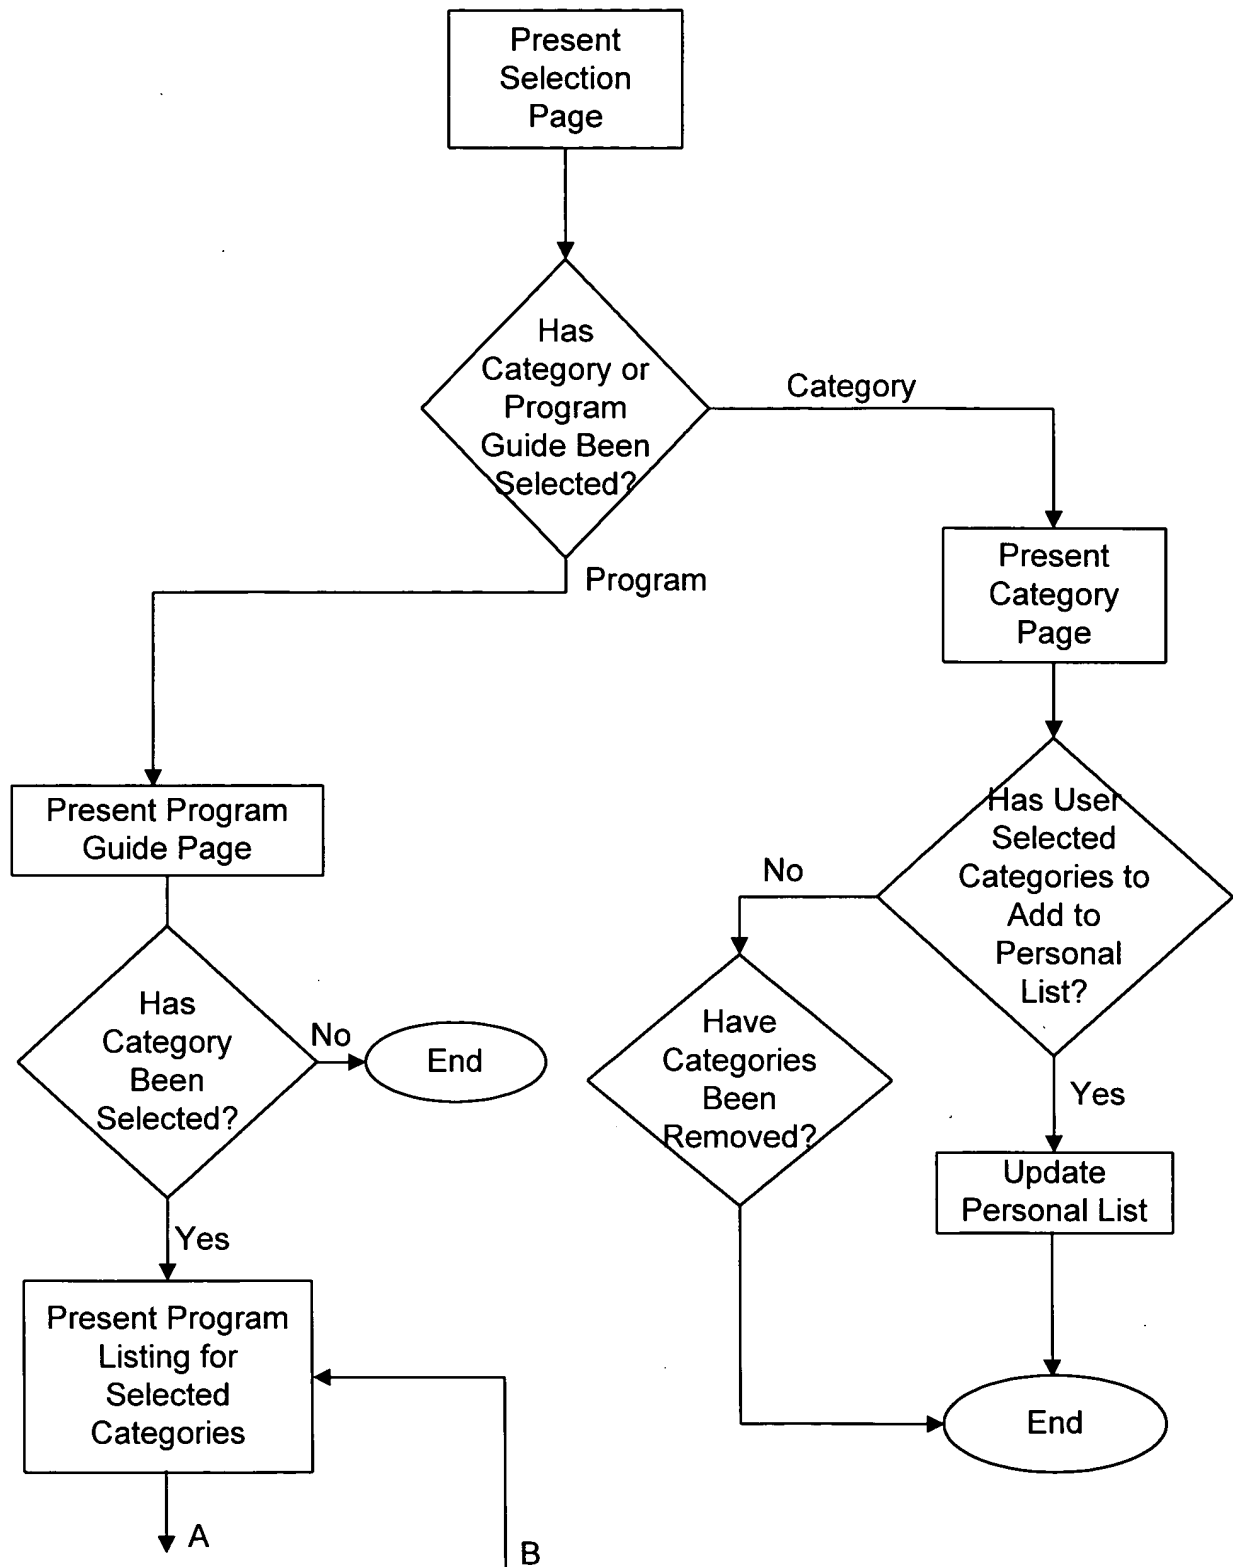 Present
Selection
Page
Has
Category or
Program
Guide Been
Selected?
Category
Program
Present
Category
Page
Present Program
Guide Page
Has User
Selected
Categories to
Add to
Personal
List?
No
Has
Category
Been
Selected?
No
End
Have
Categories
Been
Removed?
Yes
Update
Personal List
Yes
Present Program
Listing for
Selected
Categories
End
A
B